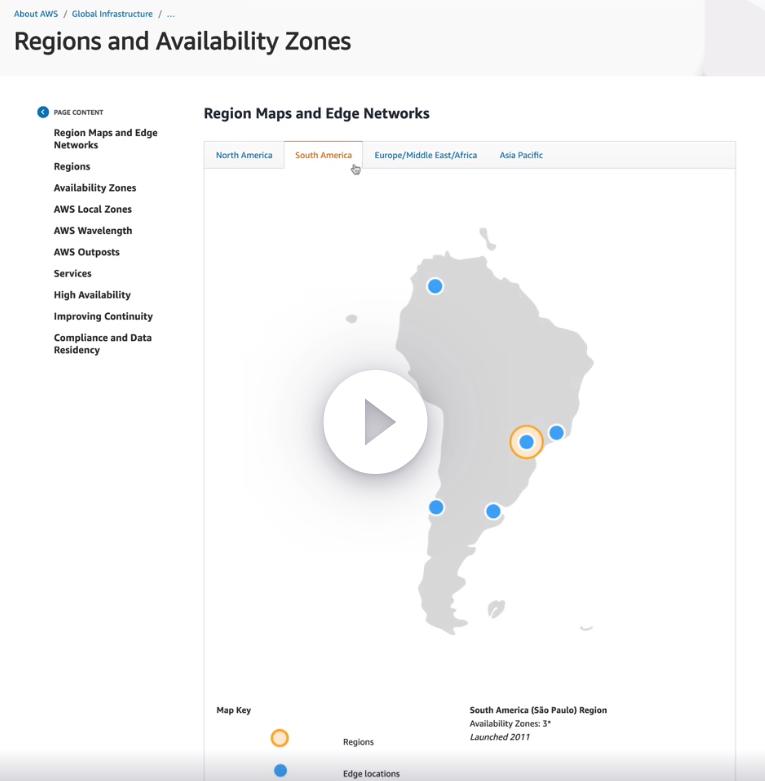 About AWS / Global Infrastructure / ...
Regions and Availability Zones
PAGE CONTENT
Region Maps and Edge
Networks
Regions
Availability Zones
AWS Local Zones
AWS Wavelength
AWS Outposts
Services
High Availability
Improving Continuity
Compliance and Data
Residency
Region Maps and Edge Networks
North America
South America
Europe/Middle East/Africa
Asia Pacific
Map Key
Regions
Edge locations
South America (São Paulo) Region
Availability Zones: 3*
Launched 2011